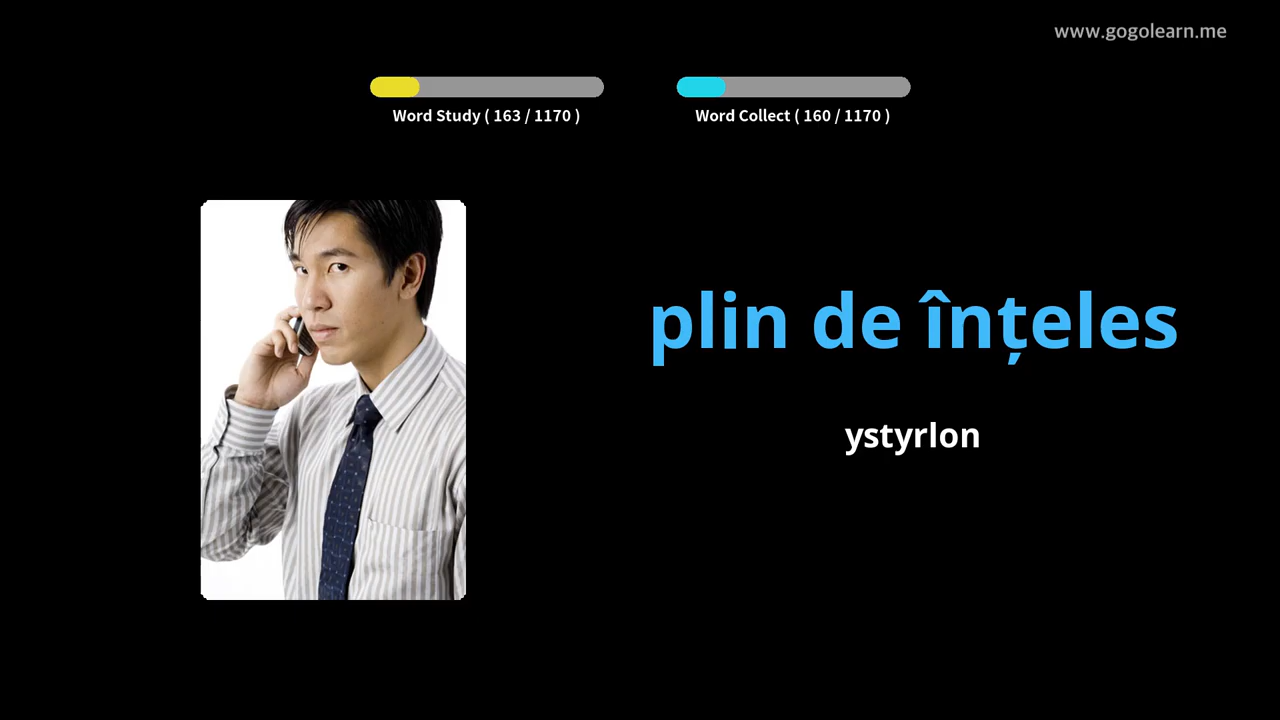 www.gogolearn.me
Word Study ( 163 / 1170 )
Word Collect ( 160 / 1170 )
plin de înțeles
ystyrlon